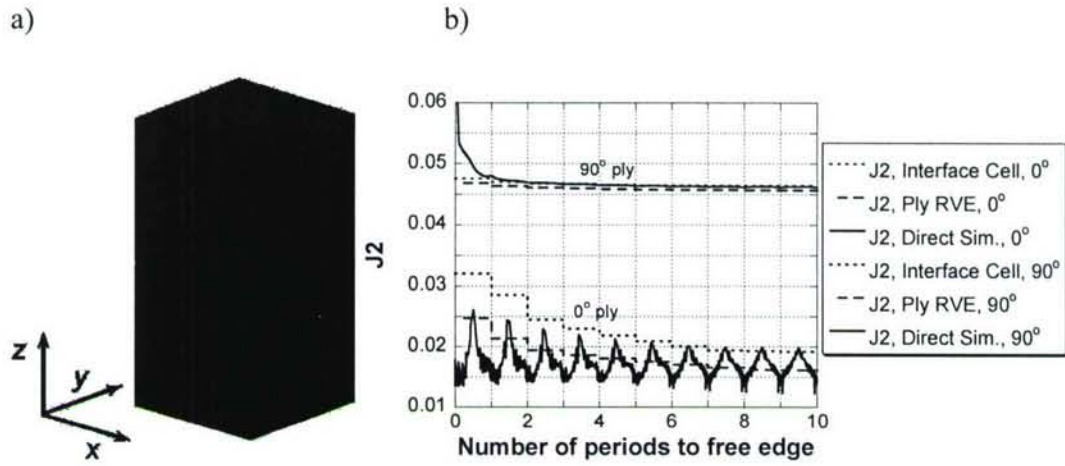 a)
b)
z
y
x
J2
0.06
0.05
0.04
0.03
0.02
0.01
90° ply
0° ply
0 2 4 6 8 10
Number of periods to free edge
J2, Interface Cell, 0°
J2, Ply RVE, 0°
J2, Direct Sim., 0°
J2, Interface Cell, 90°
J2, Ply RVE, 90°
J2, Direct Sim., 90°